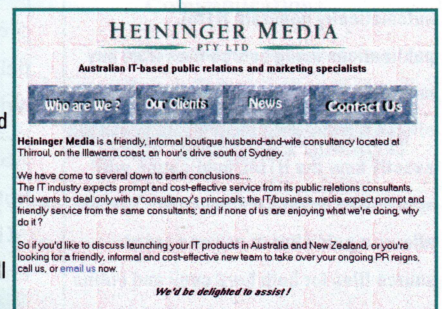 HEININGER MEDIA
PTY LTD
Australian IT-based public relations and marketing specialists
Who are We ? Our Clients News Contact Us
Heininger Media is a friendly, informal boutique husband-and-wife consultancy located at
Thirroul, on the Illawarra coast, an hour's drive south of Sydney.
We have come to several down to earth conclusions.....
The IT industry expects prompt and cost-effective service from its public relations consultants,
and wants to deal only with a consultancy's principals; the IT/business media expect prompt and
friendly service from the same consultants; and if none of us are enjoying what we're doing, why
do it ?
So if you'd like to discuss launching your IT products in Australia and New Zealand, or you're
looking for a friendly, informal and cost-effective new team to take over your ongoing PR reigns,
call us, or email us now.
We'd be delighted to assist !